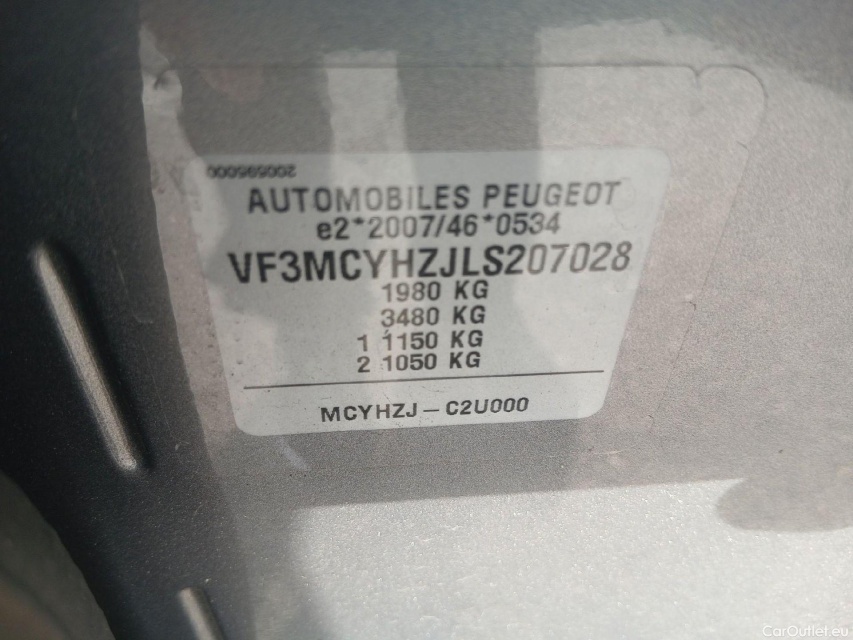 AUTOMOBILES PEUGEOT
e2*2007/46*0534
VF3MCYHZJLS207028
1980 KG
3480 KG
1 1150 KG
2 1050 KG
MCYHZJ – C2U000
CarOutlet.eu